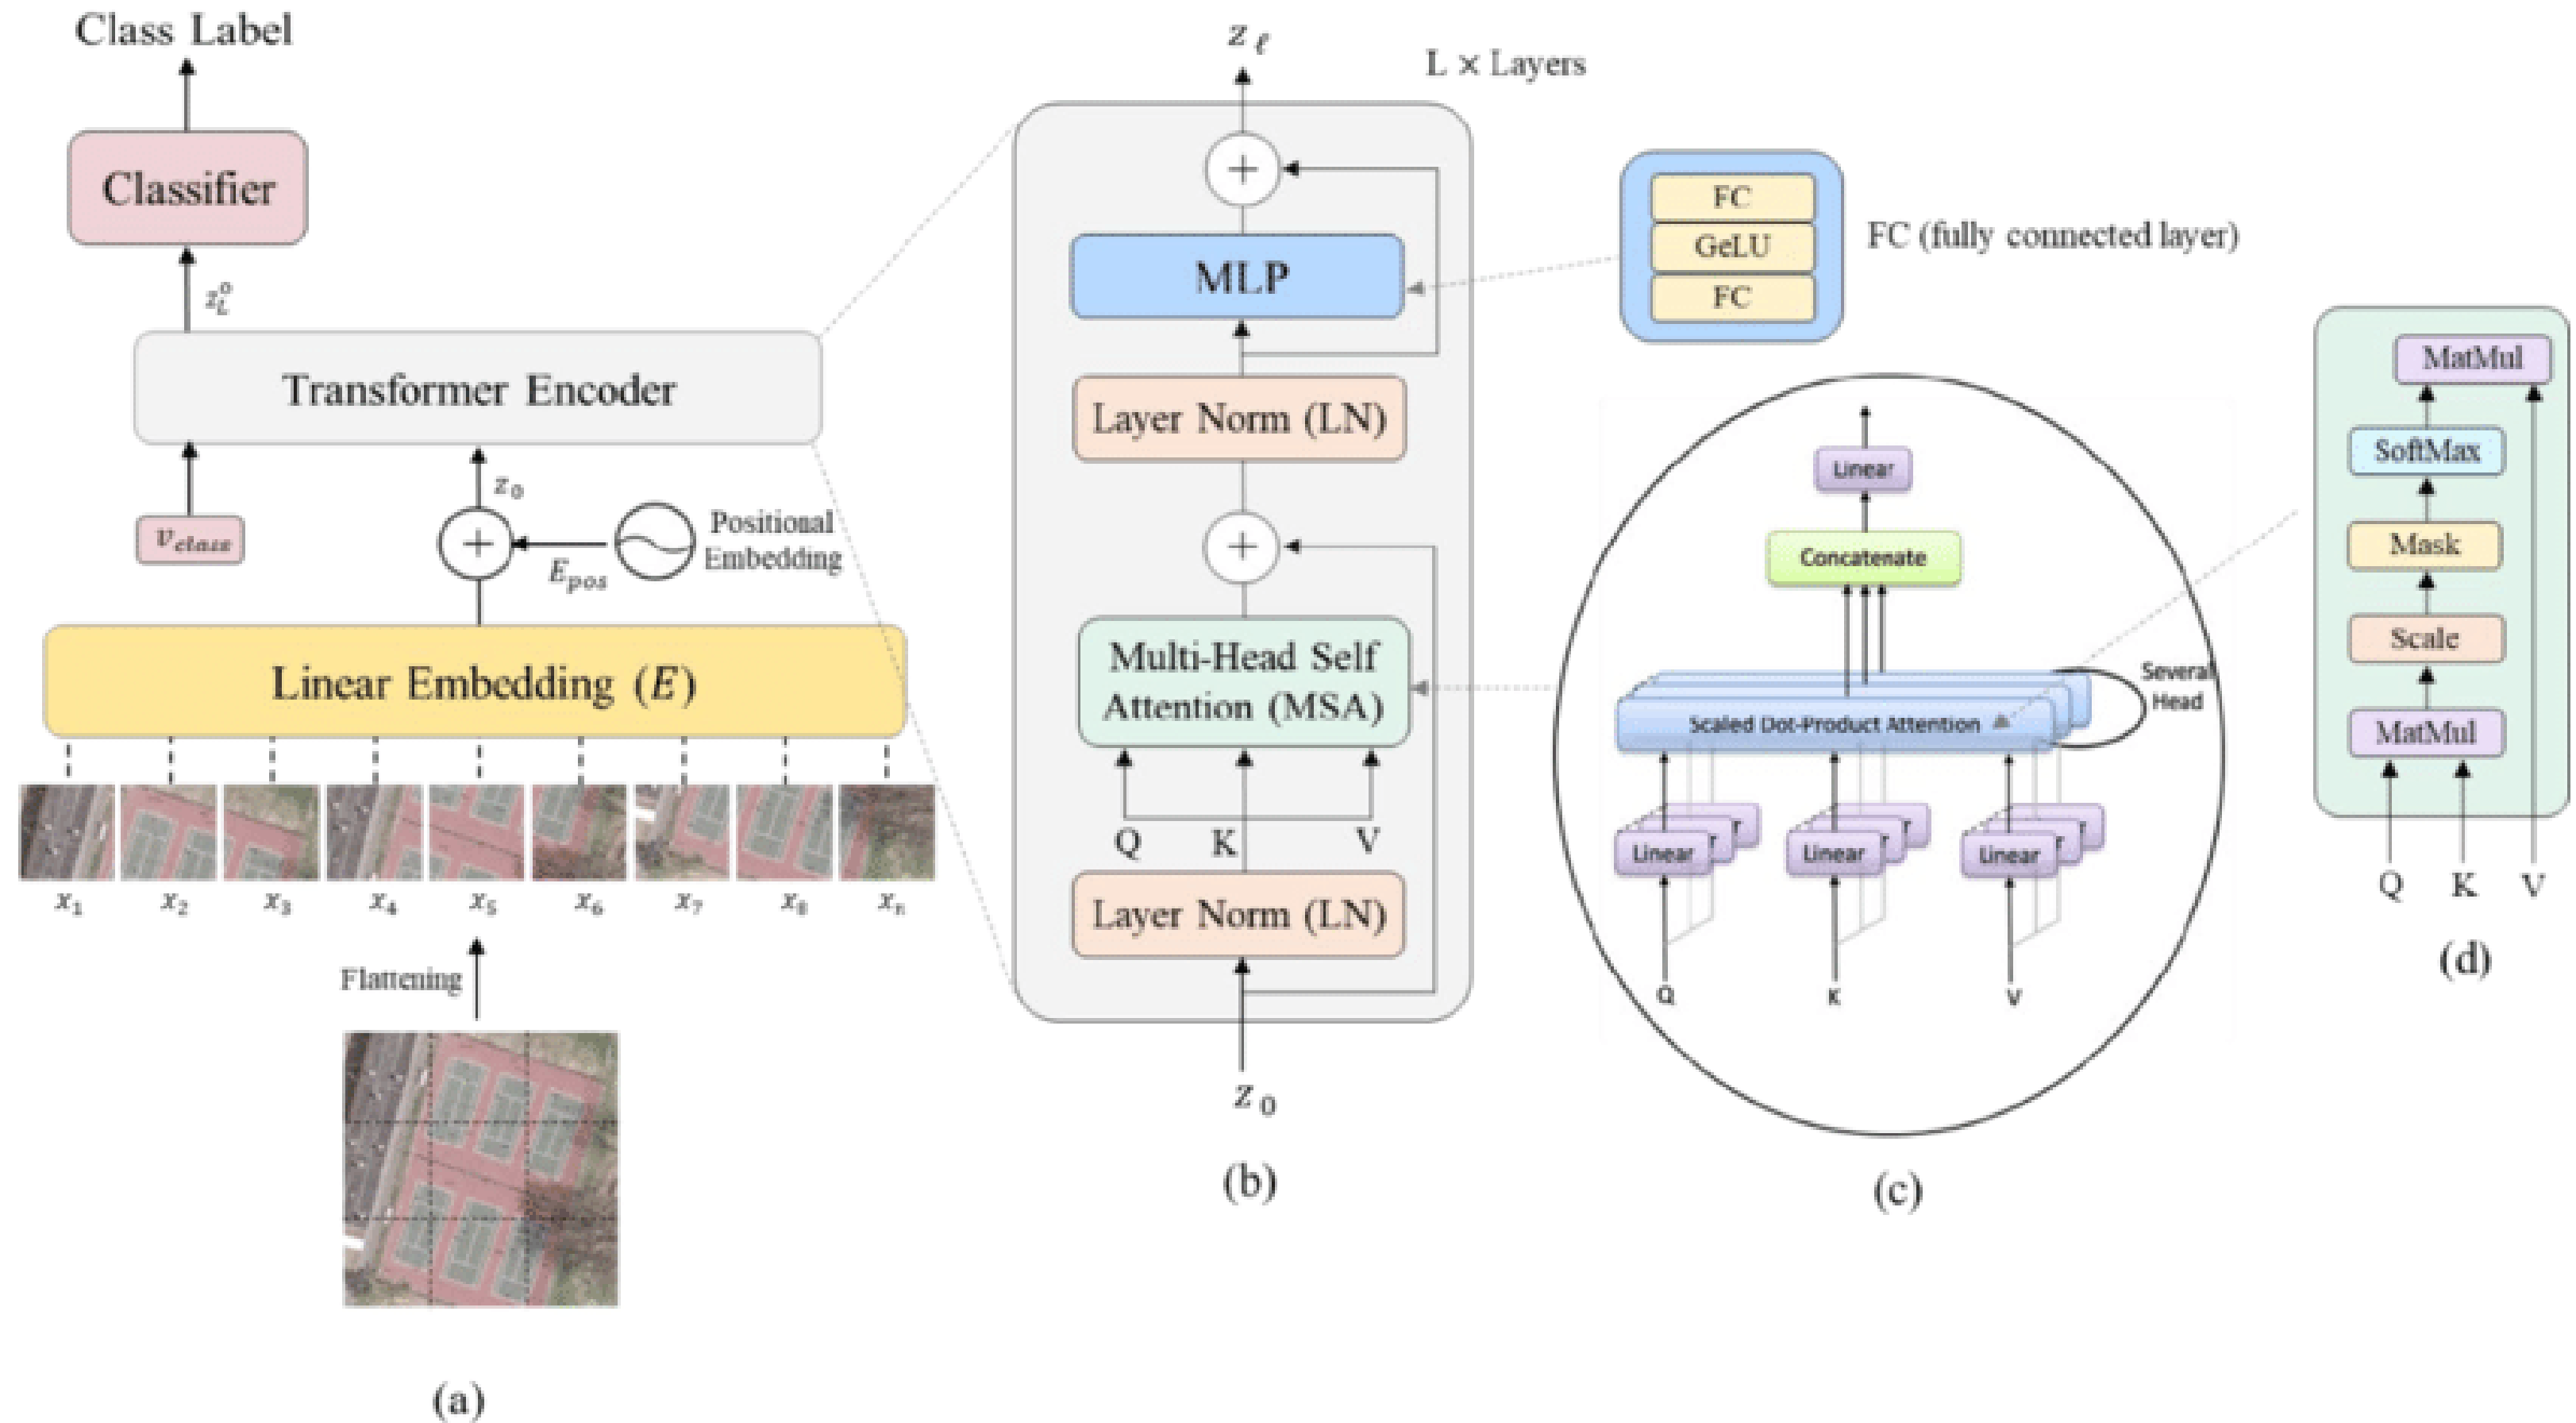 Class Label
Classifier
z_L^0
Transformer Encoder
z_0
v_class
Positional
Embedding
E_pos
Linear Embedding (E)
x_1 x_2 x_3 x_4 x_5 x_6 x_7 x_8 x_n
Flattening
(a)
z_ℓ
L × Layers
+
MLP
Layer Norm (LN)
+
Multi-Head Self
Attention (MSA)
Q K V
Layer Norm (LN)
z_0
(b)
FC
GeLU
FC
FC (fully connected layer)
Linear
Concatenate
Several
Head
Scaled Dot-Product Attention
Linear r r Linear r r Linear r r
Q K V
(c)
MatMul
SoftMax
Mask
Scale
MatMul
Q K V
(d)